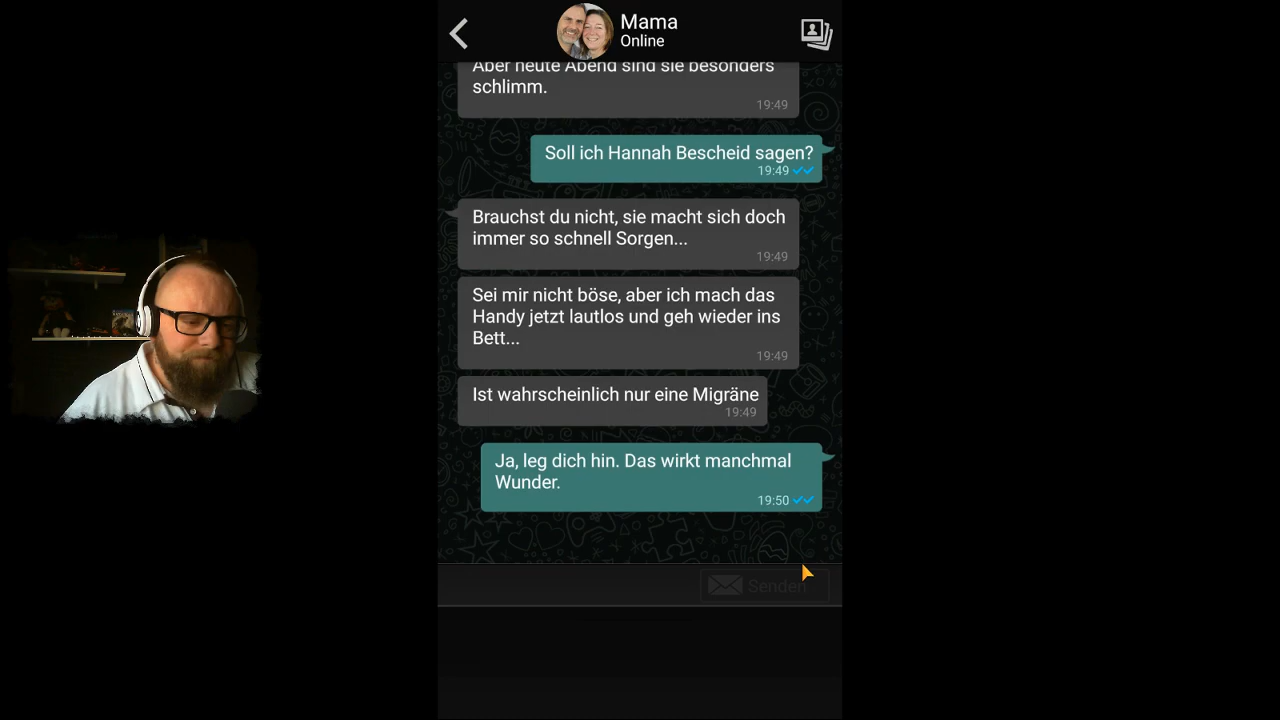 Mama
Online
Aber heute Abend sind sie besonders
schlimm.
19:49
Soll ich Hannah Bescheid sagen?
19:49
Brauchst du nicht, sie macht sich doch
immer so schnell Sorgen...
19:49
Sei mir nicht böse, aber ich mach das
Handy jetzt lautlos und geh wieder ins
Bett...
19:49
Ist wahrscheinlich nur eine Migräne
19:49
Ja, leg dich hin. Das wirkt manchmal
Wunder.
19:50
Senden